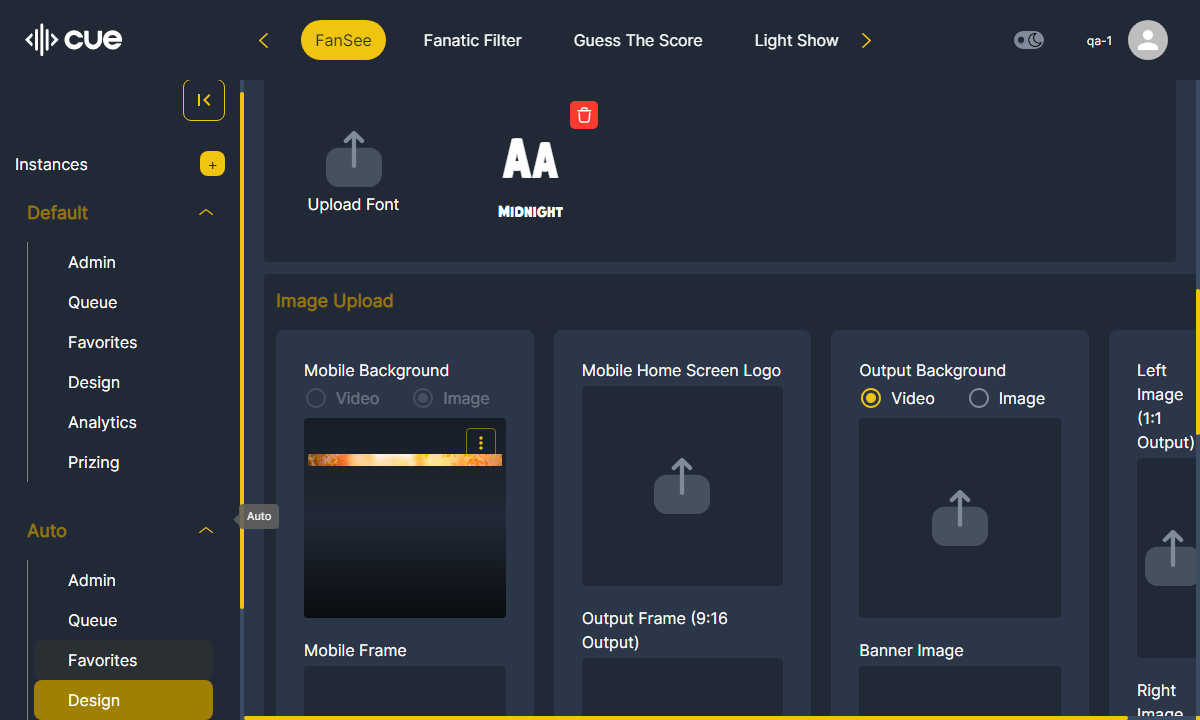 cue
FanSee
Fanatic Filter
Guess The Score
Light Show
qa-1
Instances
+
Default
Admin
Queue
Favorites
Design
Analytics
Prizing
Auto
Auto
Admin
Queue
Favorites
Design
Upload Font
AA
MIDNIGHT
Image Upload
Mobile Background
Video
Image
Mobile Frame
Mobile Home Screen Logo
Output Frame (9:16
Output)
Output Background
Video
Image
Banner Image
Left
Image
(1:1
Output)
Right
Image